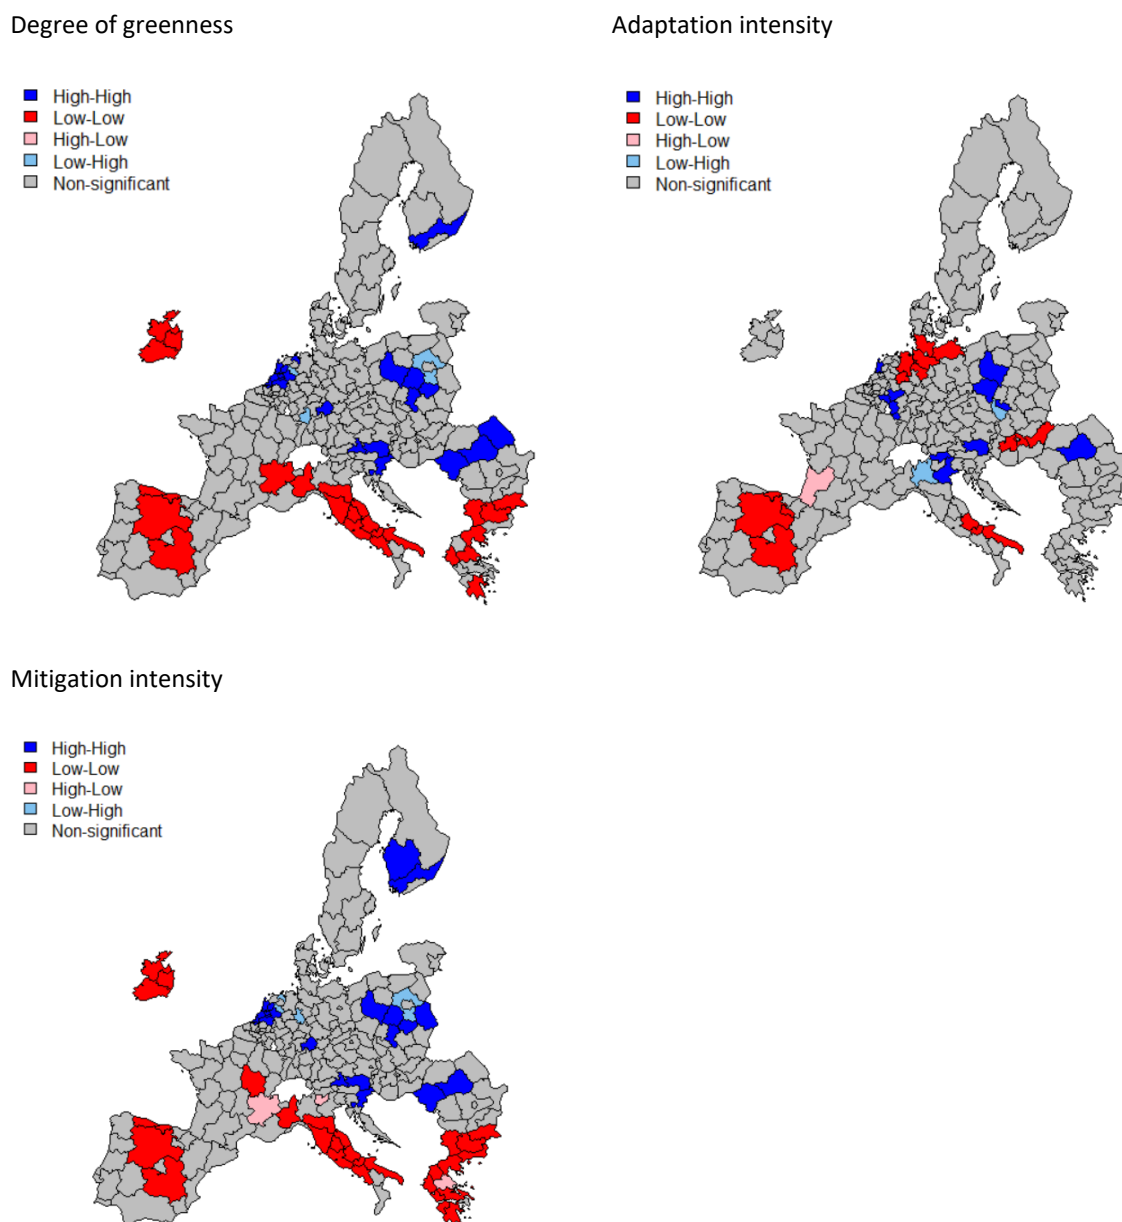 Degree of greenness
High-High
Low-Low
High-Low
Low-High
Non-significant
Adaptation intensity
High-High
Low-Low
High-Low
Low-High
Non-significant
Mitigation intensity
High-High
Low-Low
High-Low
Low-High
Non-significant